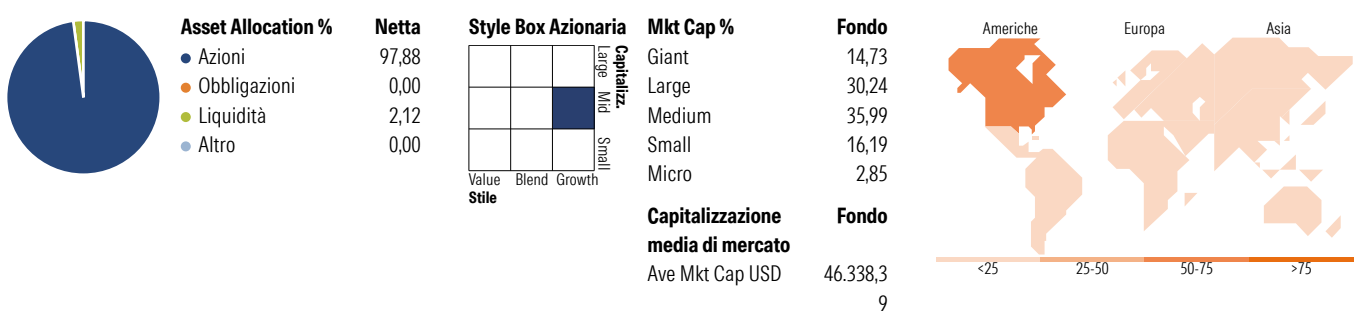 Asset Allocation % Netta
Azioni 97,88
Obbligazioni 0,00
Liquidità 2,12
Altro 0,00
Style Box Azionaria
Capitalizz.
Large
Mid
Small
Value Blend Growth
Stile
Mkt Cap % Fondo
Giant 14,73
Large 30,24
Medium 35,99
Small 16,19
Micro 2,85
Capitalizzazione Fondo
media di mercato
Ave Mkt Cap USD 46.338,3
9
Americhe Europa Asia
<25 25-50 50-75 >75